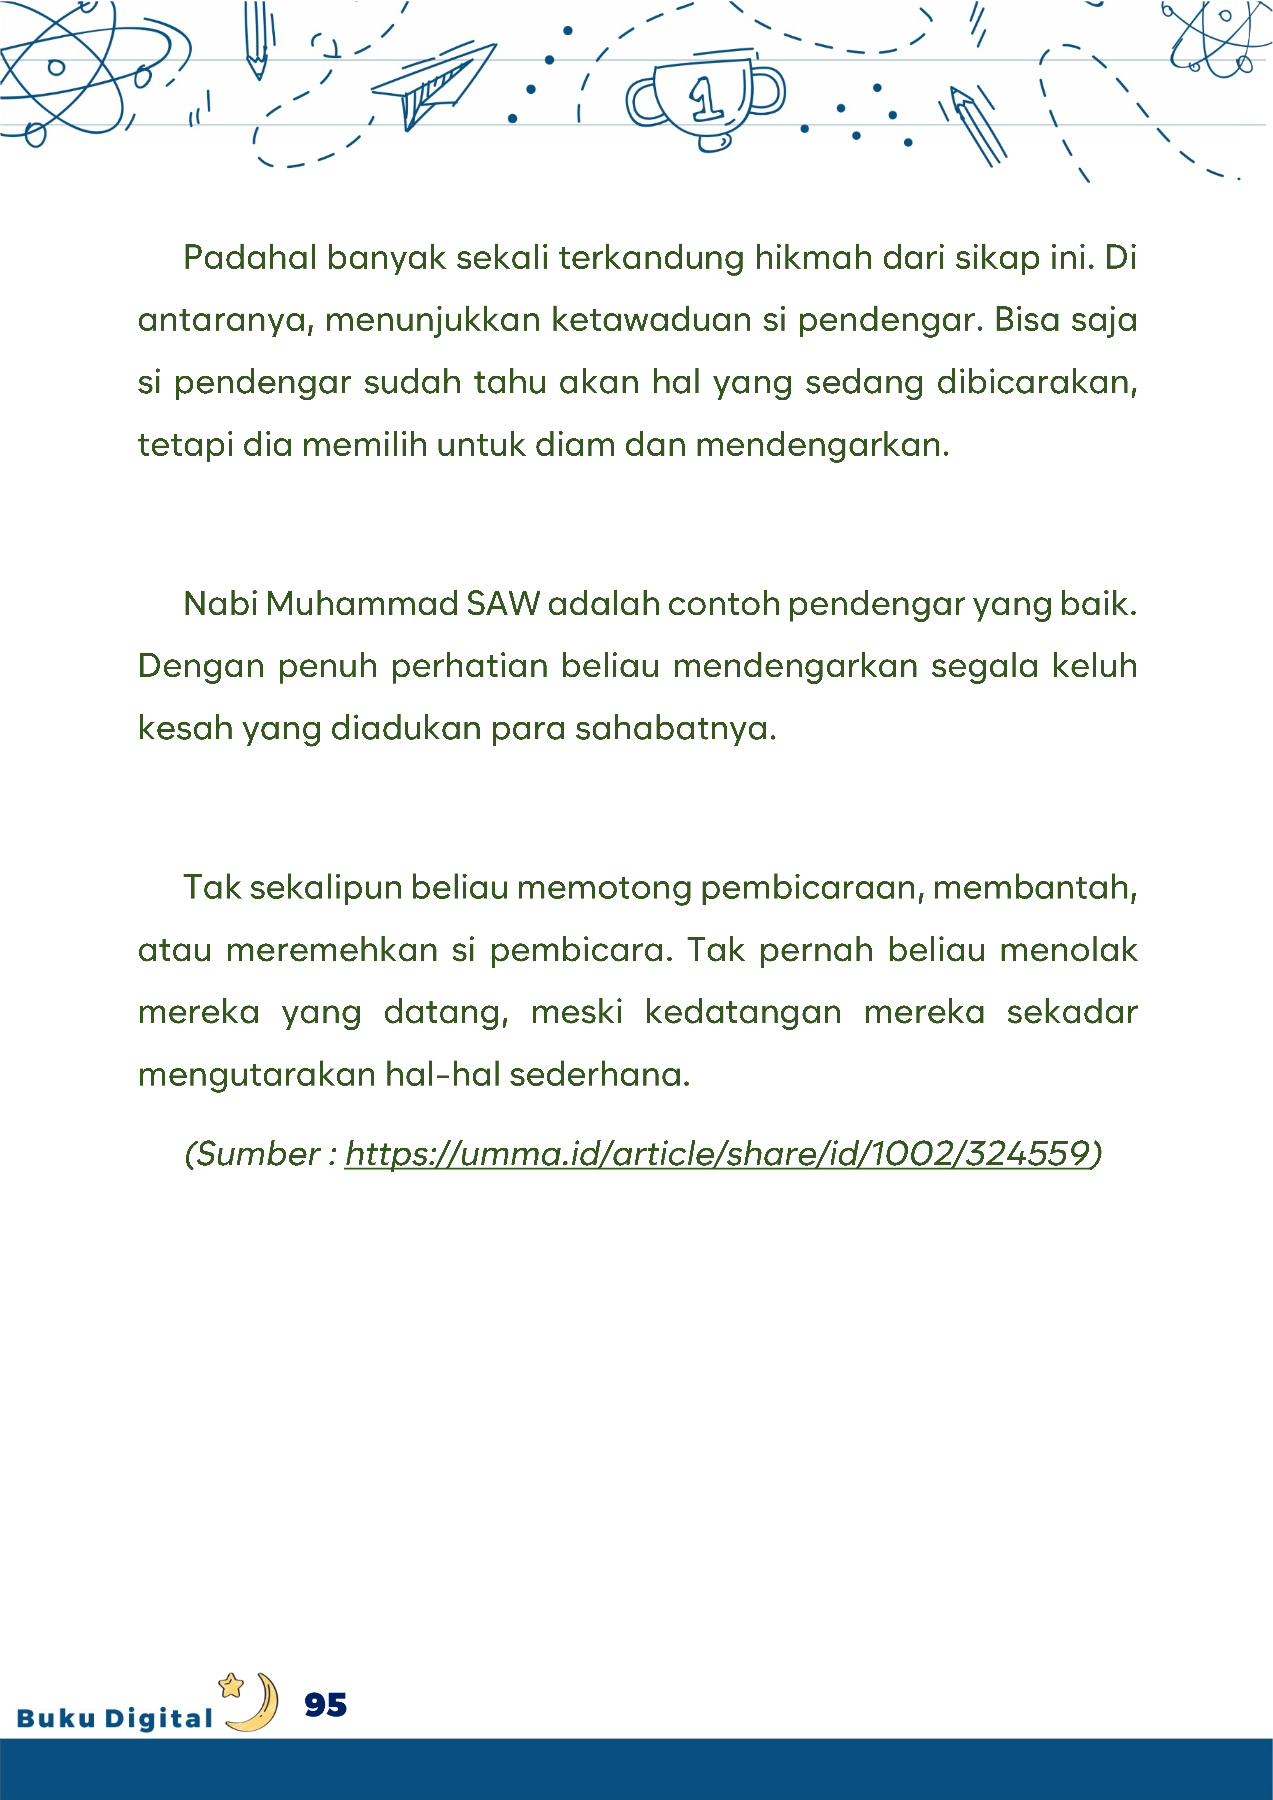 1
Padahal banyak sekali terkandung hikmah dari sikap ini. Di
antaranya, menunjukkan ketawaduan si pendengar. Bisa saja
si pendengar sudah tahu akan hal yang sedang dibicarakan,
tetapi dia memilih untuk diam dan mendengarkan.
Nabi Muhammad SAW adalah contoh pendengar yang baik.
Dengan penuh perhatian beliau mendengarkan segala keluh
kesah yang diadukan para sahabatnya.
Tak sekalipun beliau memotong pembicaraan, membantah,
atau meremehkan si pembicara. Tak pernah beliau menolak
mereka yang datang, meski kedatangan mereka sekadar
mengutarakan hal-hal sederhana.
(Sumber : https://umma.id/article/share/id/1002/324559)
Buku Digital 95